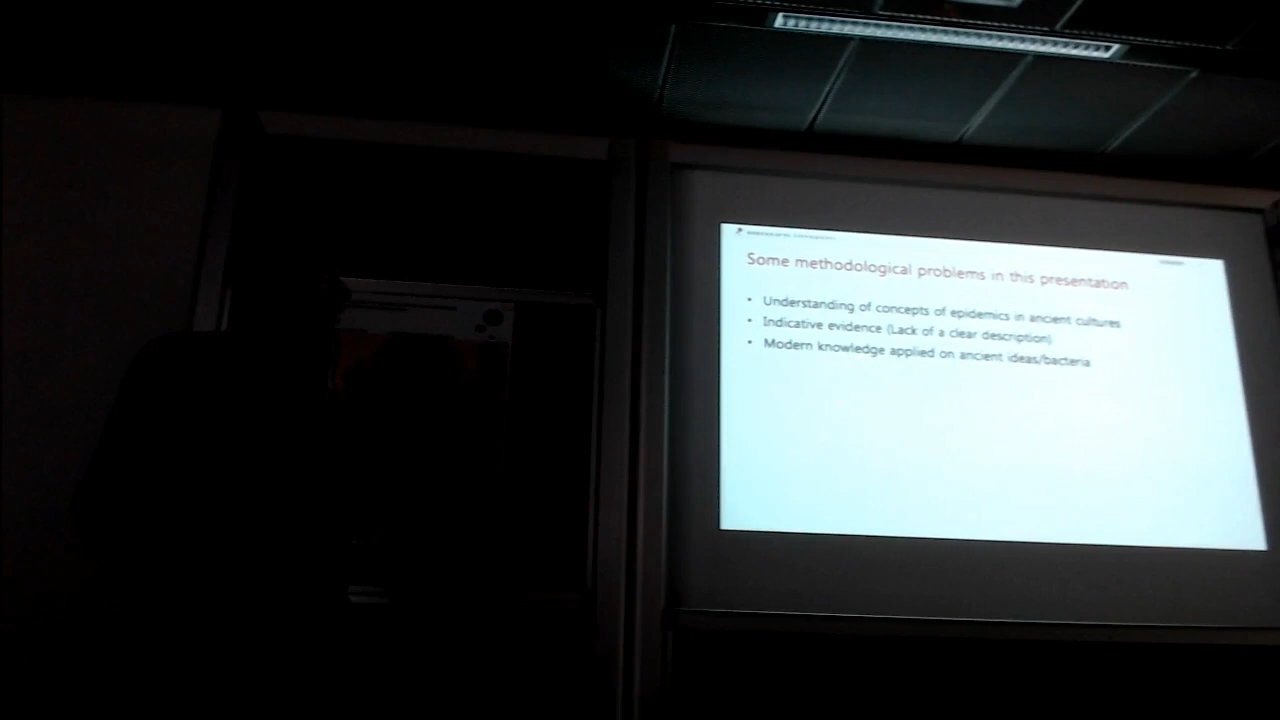 Some methodological problems in this presentation
• Understanding of concepts of epidemics in ancient cultures
• Indicative evidence (Lack of a clear description)
• Modern knowledge applied on ancient ideas/bacteria